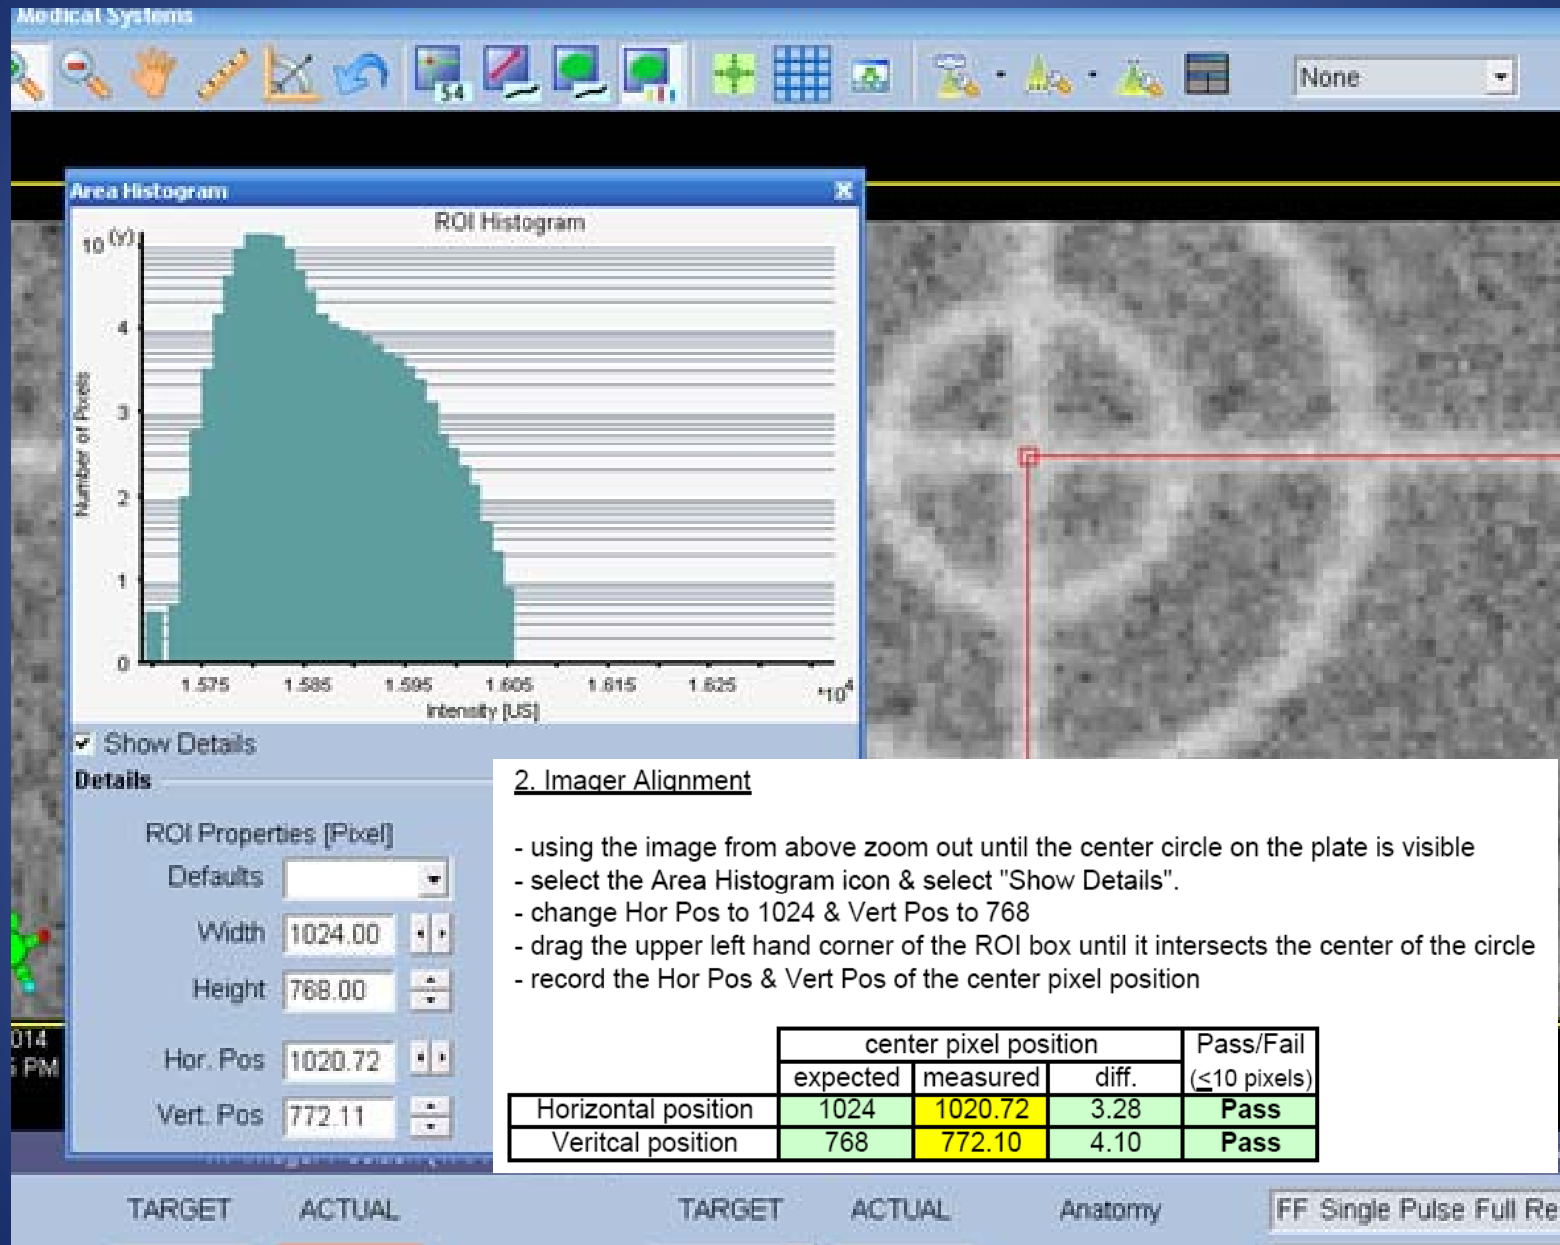 Medical Systems
54
None
Area Histogram
ROI Histogram
10 (Y)
4
3
2
1
0
Number of Pixels
1.575 1.585 1.595 1.605 1.615 1.625 *10⁴
Intensity [US]
Show Details
Details
ROI Properties [Pixel]
Defaults
Width 1024.00
Height 768.00
Hor. Pos 1020.72
Vert. Pos 772.11
014
PM
2. Imager Alignment
- using the image from above zoom out until the center circle on the plate is visible
- select the Area Histogram icon & select "Show Details".
- change Hor Pos to 1024 & Vert Pos to 768
- drag the upper left hand corner of the ROI box until it intersects the center of the circle
- record the Hor Pos & Vert Pos of the center pixel position
center pixel position Pass/Fail
expected measured diff. (≤10 pixels)
Horizontal position 1024 1020.72 3.28 Pass
Veritcal position 768 772.10 4.10 Pass
TARGET ACTUAL TARGET ACTUAL Anatomy FF Single Pulse Full Re